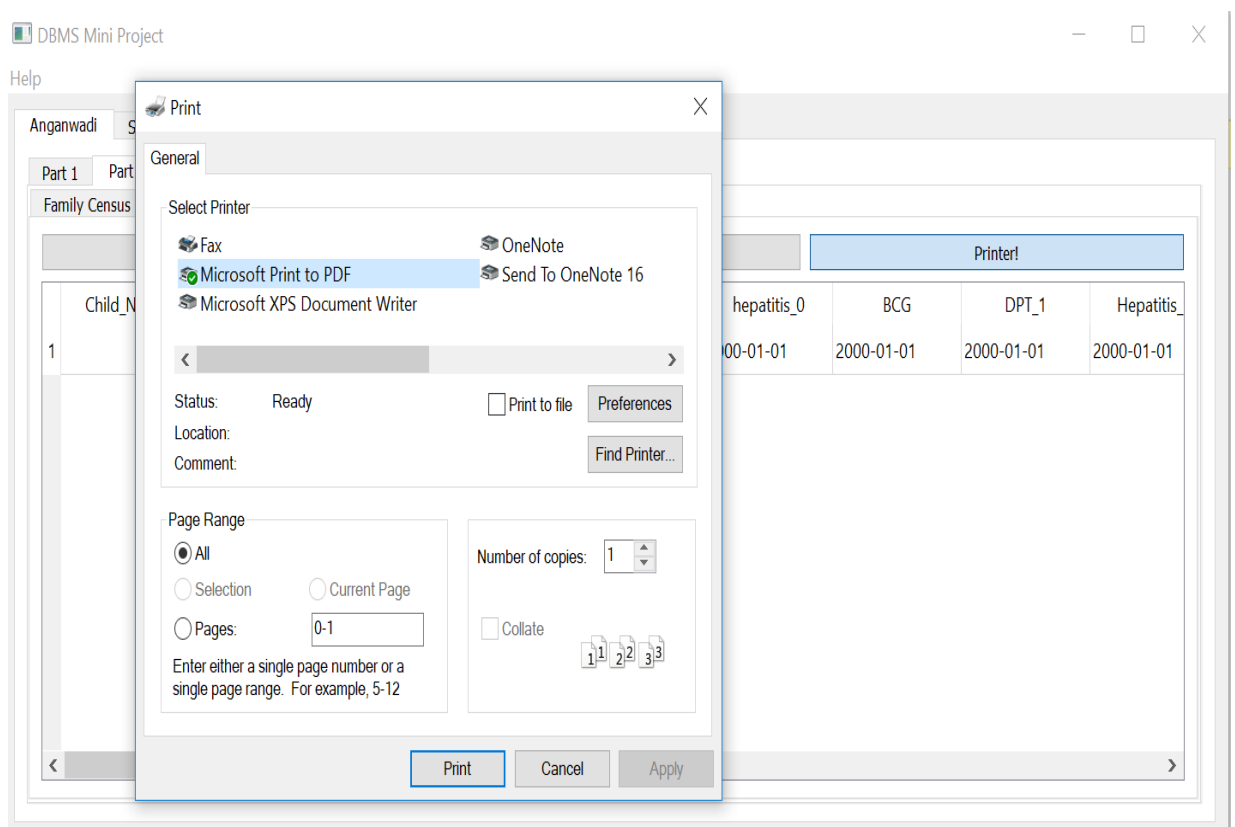 DBMS Mini Project
Help
Print
Anganwadi S
General
Part 1 Part
Family Census
Select Printer
Fax OneNote
Printer!
Microsoft Print to PDF Send To OneNote 16
Microsoft XPS Document Writer
Child_N hepatitis_0 BCG DPT_1 Hepatitis_
1 00-01-01 2000-01-01 2000-01-01 2000-01-01
Status: Ready Print to file Preferences
Location:
Comment: Find Printer...
Page Range
All
Number of copies: 1
Selection Current Page
Pages: 0-1 Collate
1 1 2 2 3 3
Enter either a single page number or a
single page range. For example, 5-12
Print Cancel Apply